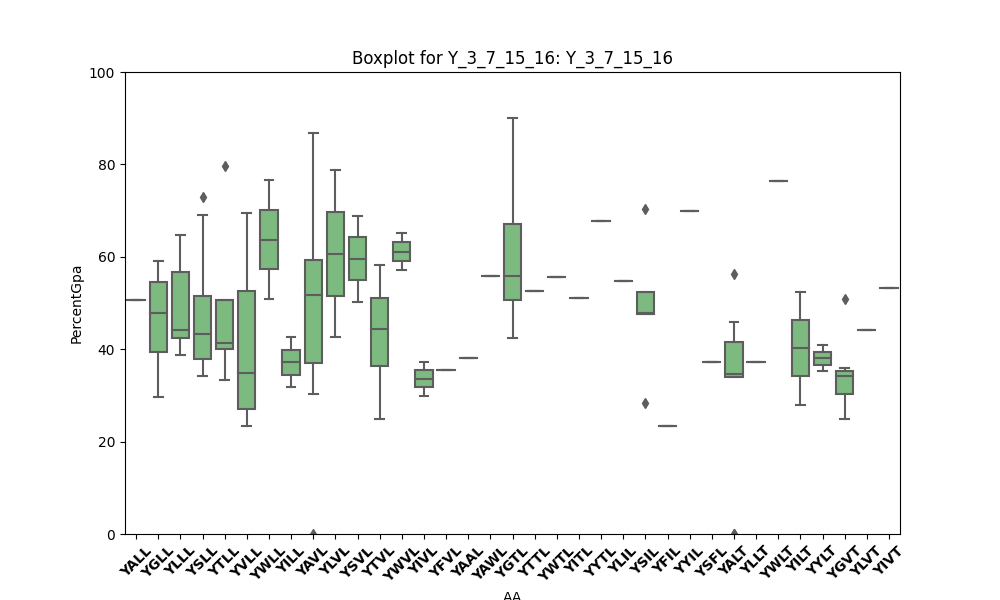 Boxplot for Y_3_7_15_16: Y_3_7_15_16
100
80
60
40
20
0
PercentGpa
YALL
YGLL
YLLL
YSLL
YTLL
YVLL
YWLL
YILL
YAVL
YLVL
YSVL
YTVL
YWVL
YIVL
YFVL
YAAL
YAWL
YGTL
YTTL
YWTL
YITL
YYTL
YLIL
YSIL
YFIL
YYIL
YSFL
YALT
YLLT
YWLT
YILT
YYLT
YGVT
YLVT
YIVT
AA